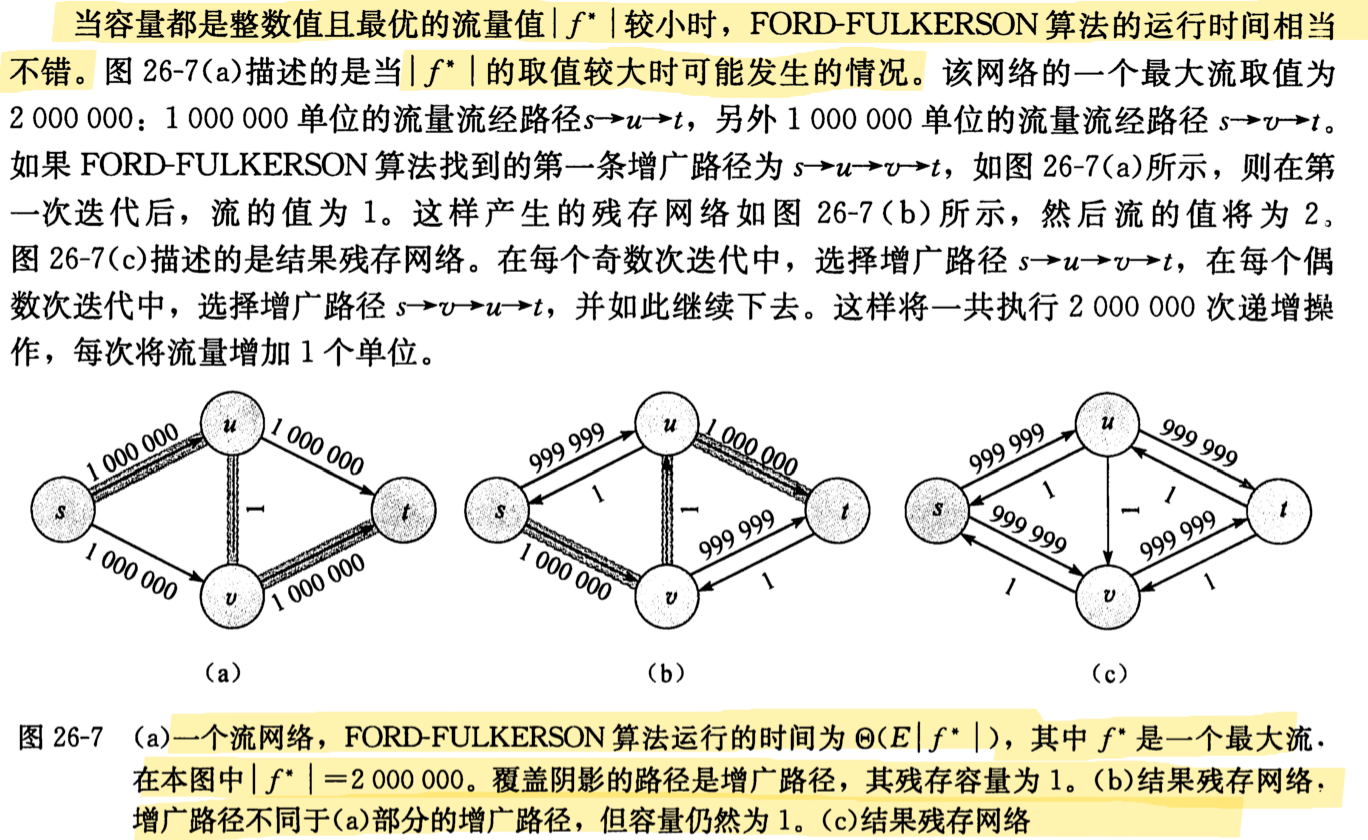 当容量都是整数值且最优的流量值|f*|较小时，FORD-FULKERSON 算法的运行时间相当
不错。图 26-7(a)描述的是当|f*|的取值较大时可能发生的情况。该网络的一个最大流取值为
2 000 000：1 000 000 单位的流量流经路径s→u→t，另外 1 000 000 单位的流量流经路径 s→v→t。
如果 FORD-FULKERSON 算法找到的第一条增广路径为 s→u→v→t，如图 26-7(a)所示，则在第
一次迭代后，流的值为 1。这样产生的残存网络如图 26-7(b)所示，然后流的值将为 2。
图 26-7(c)描述的是结果残存网络。在每个奇数次迭代中，选择增广路径 s→u→v→t，在每个偶
数次迭代中，选择增广路径 s→v→u→t，并如此继续下去。这样将一共执行 2 000 000 次递增操
作，每次将流量增加 1 个单位。
u
1 000 000
1 000 000
s
1
t
1 000 000
1 000 000
v
(a)
u
999 999
1 000 000
1
s
1
t
1 000 000
999 999
1
v
(b)
u
999 999
999 999
1
1
s
1
t
999 999
999 999
1
1
v
(c)
图 26-7 (a)一个流网络，FORD-FULKERSON 算法运行的时间为 Θ(E|f*|)，其中 f* 是一个最大流．
在本图中|f*|=2 000 000。覆盖阴影的路径是增广路径，其残存容量为 1。(b)结果残存网络．
增广路径不同于(a)部分的增广路径，但容量仍然为 1。(c)结果残存网络